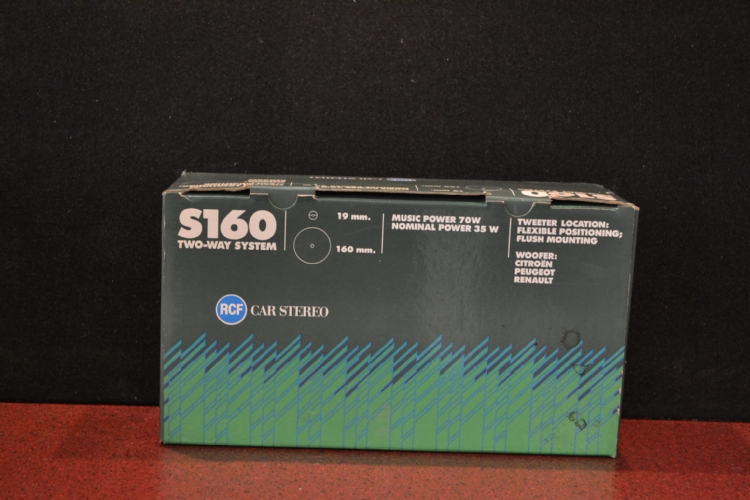 S160
TWO-WAY SYSTEM
19 mm.
160 mm.
MUSIC POWER 70W
NOMINAL POWER 35 W
TWEETER LOCATION:
FLEXIBLE POSITIONING;
FLUSH MOUNTING
WOOFER:
CITROËN
PEUGEOT
RENAULT
RCF CAR STEREO